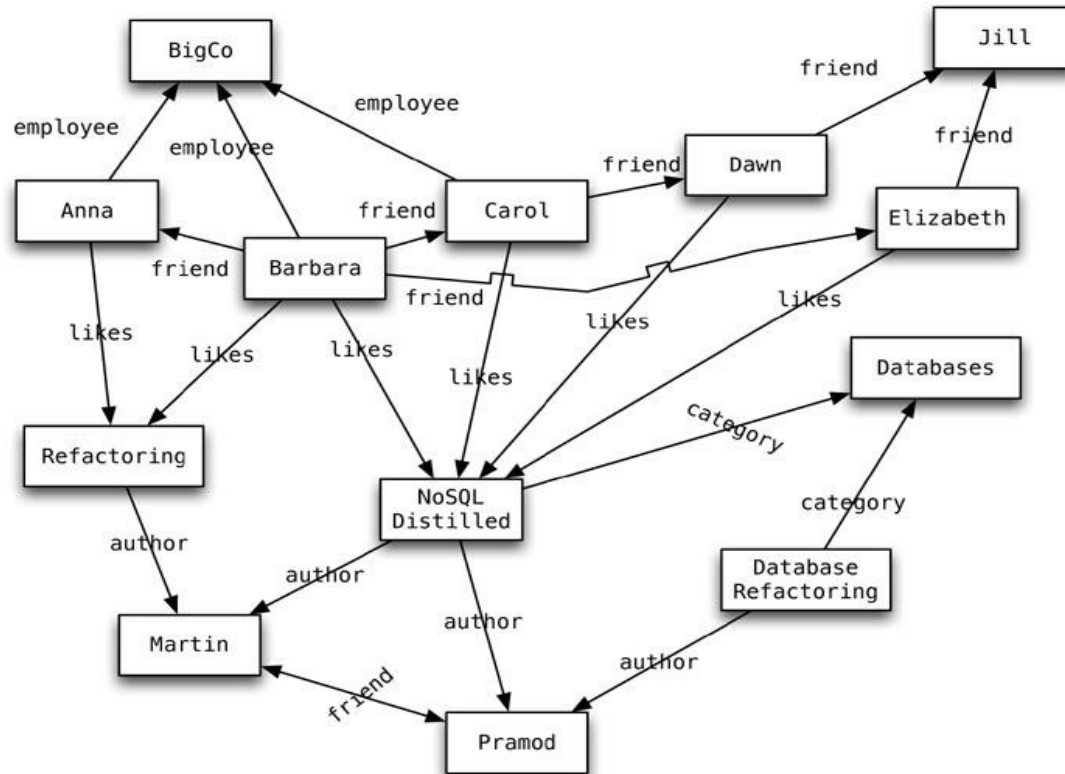 BigCo
Jill
friend
employee
employee
employee
friend
Dawn
friend
Anna
friend
Carol
Elizabeth
friend
Barbara
friend
likes
likes
likes
likes
likes
likes
Databases
category
Refactoring
NoSQL
Distilled
category
author
author
Database
Refactoring
author
Martin
author
friend
Pramod